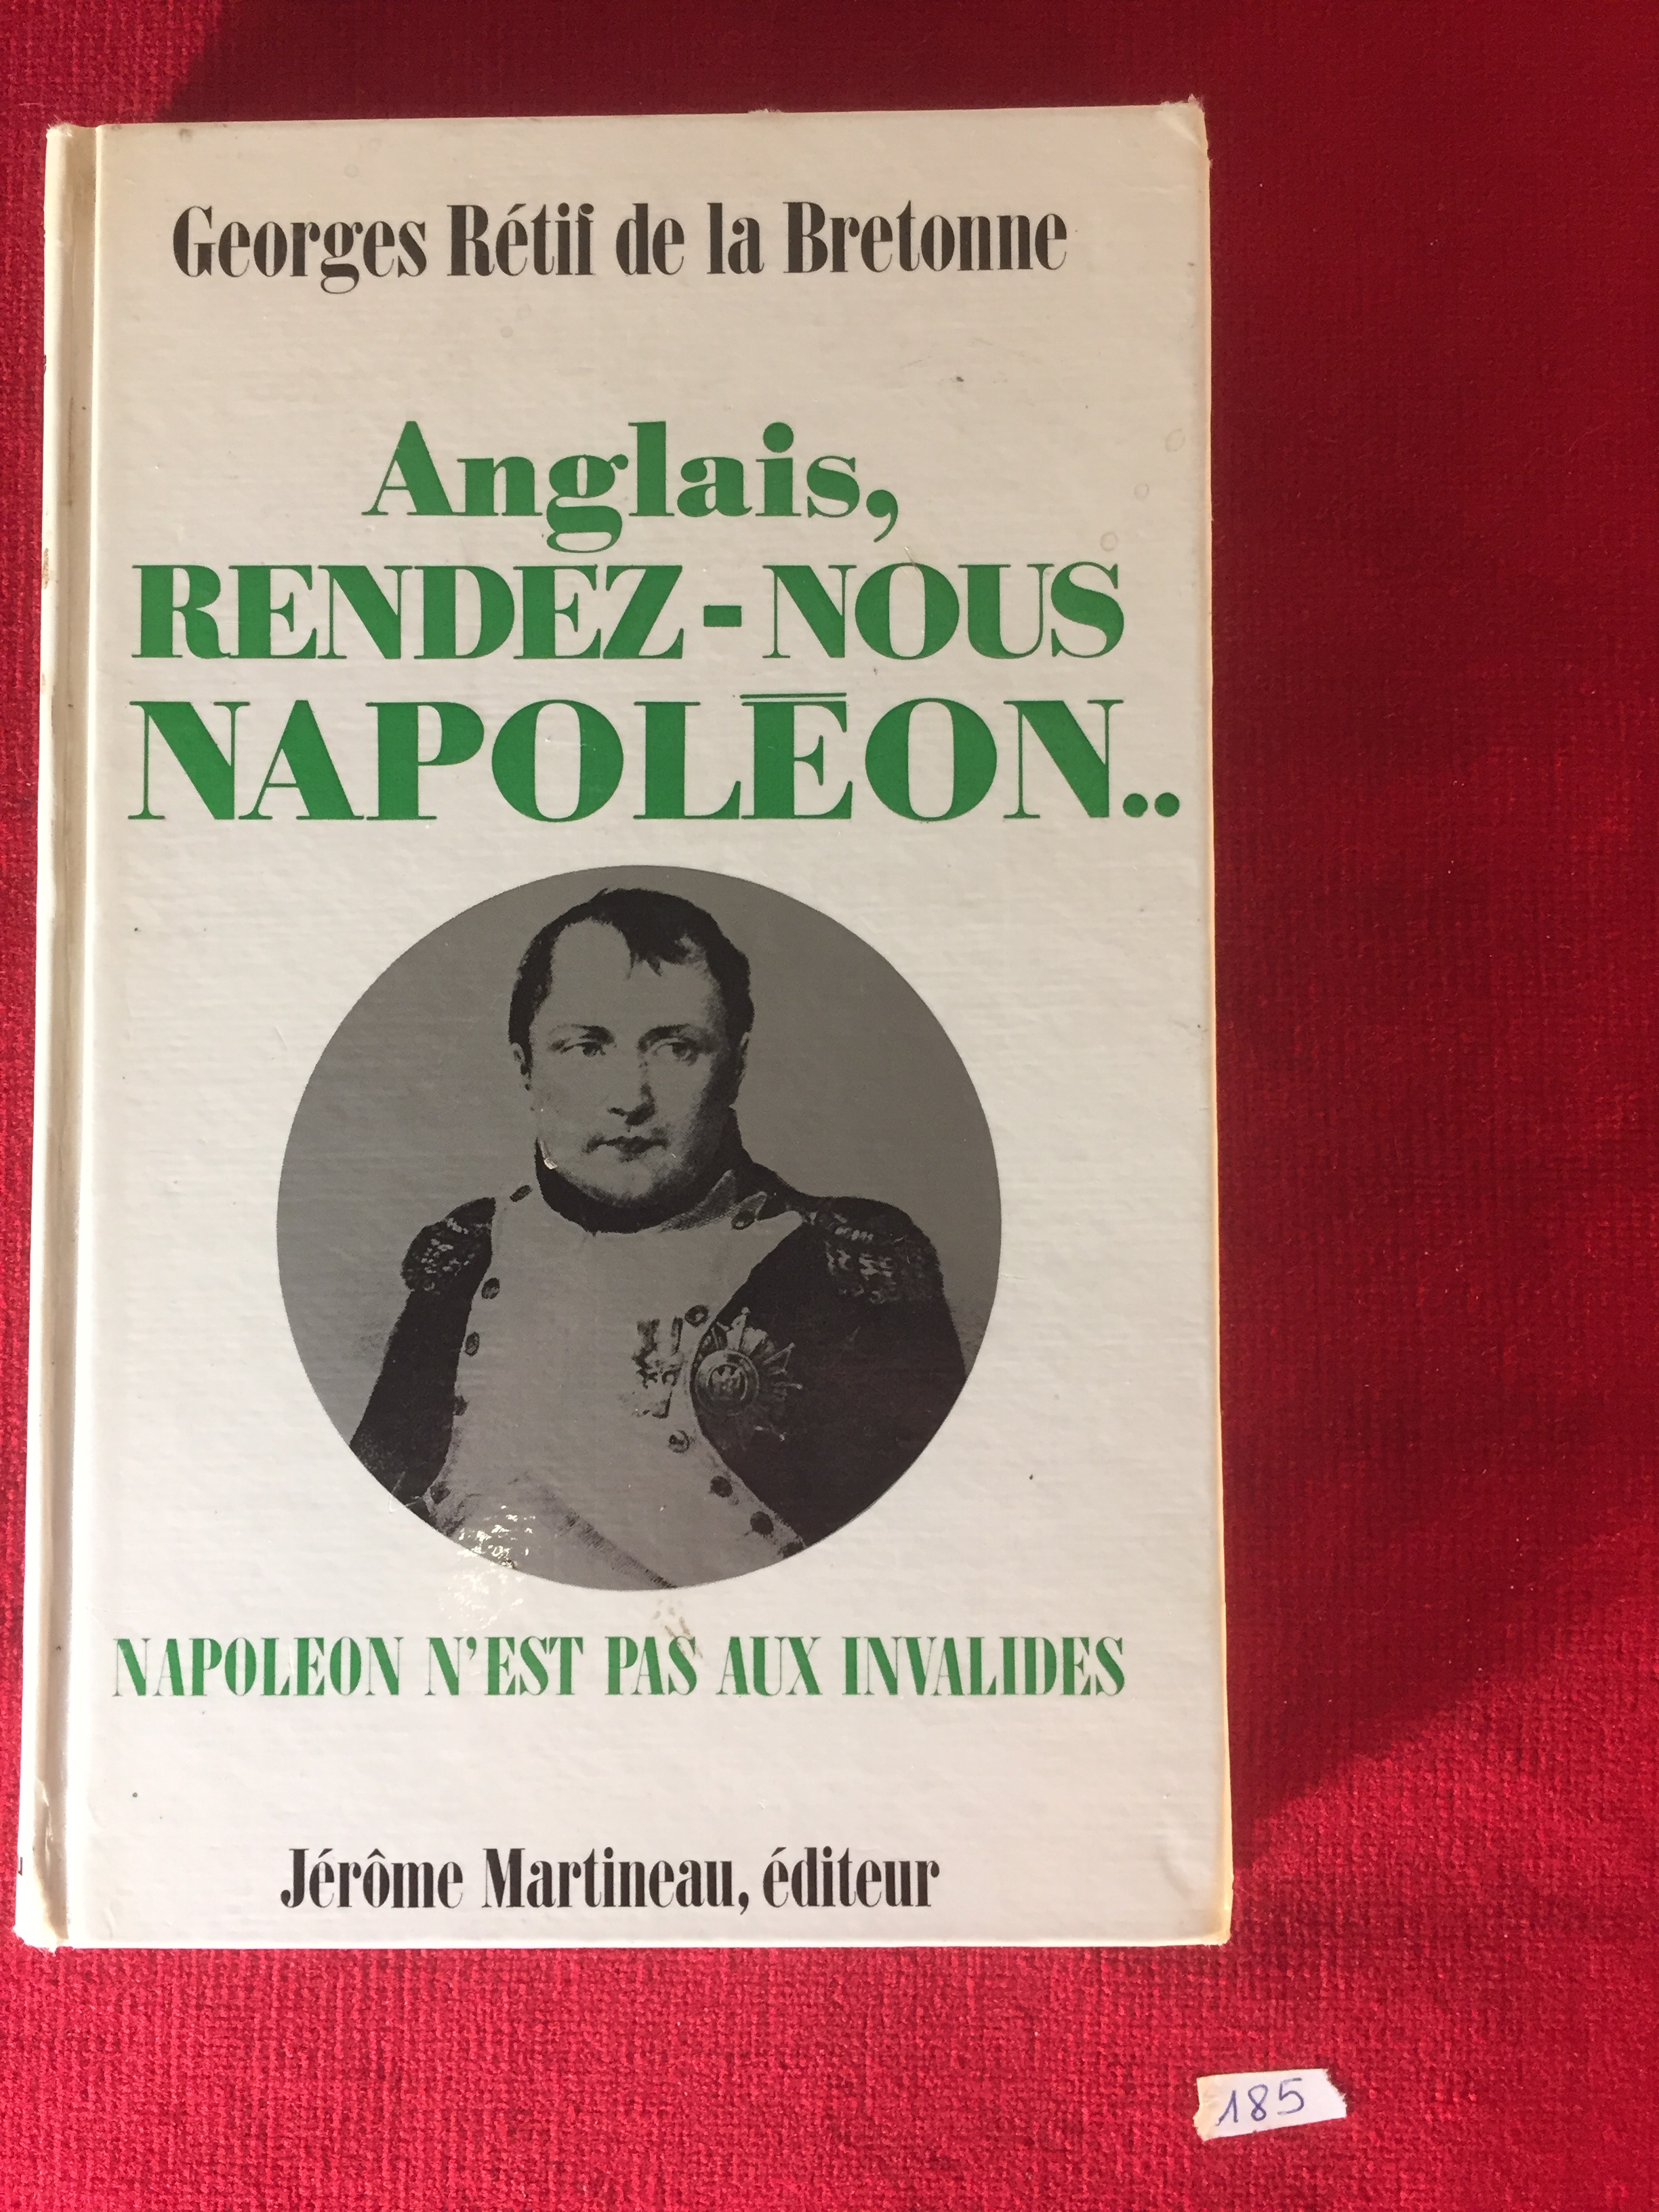 Georges Rétif de la Bretonne
Anglais,
RENDEZ-NOUS
NAPOLĒON..
NAPOLEON N'EST PAS AUX INVALIDES
Jérôme Martineau, éditeur
185